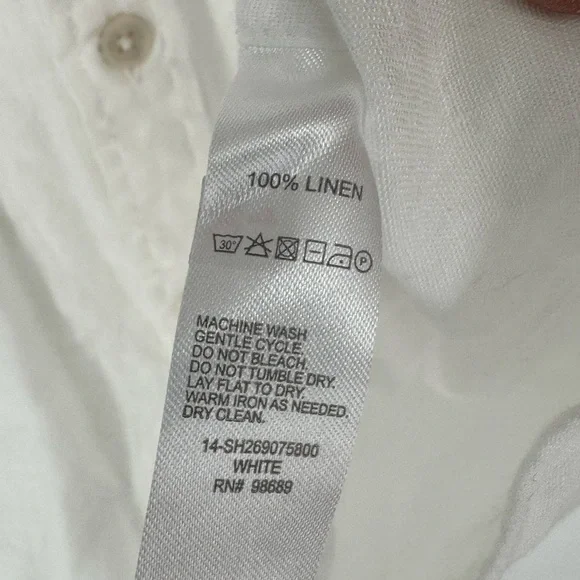 100% LINEN
30° P
MACHINE WASH
GENTLE CYCLE.
DO NOT BLEACH.
DO NOT TUMBLE DRY.
LAY FLAT TO DRY.
WARM IRON AS NEEDED.
DRY CLEAN.
14-SH269075800
WHITE
RN# 98689